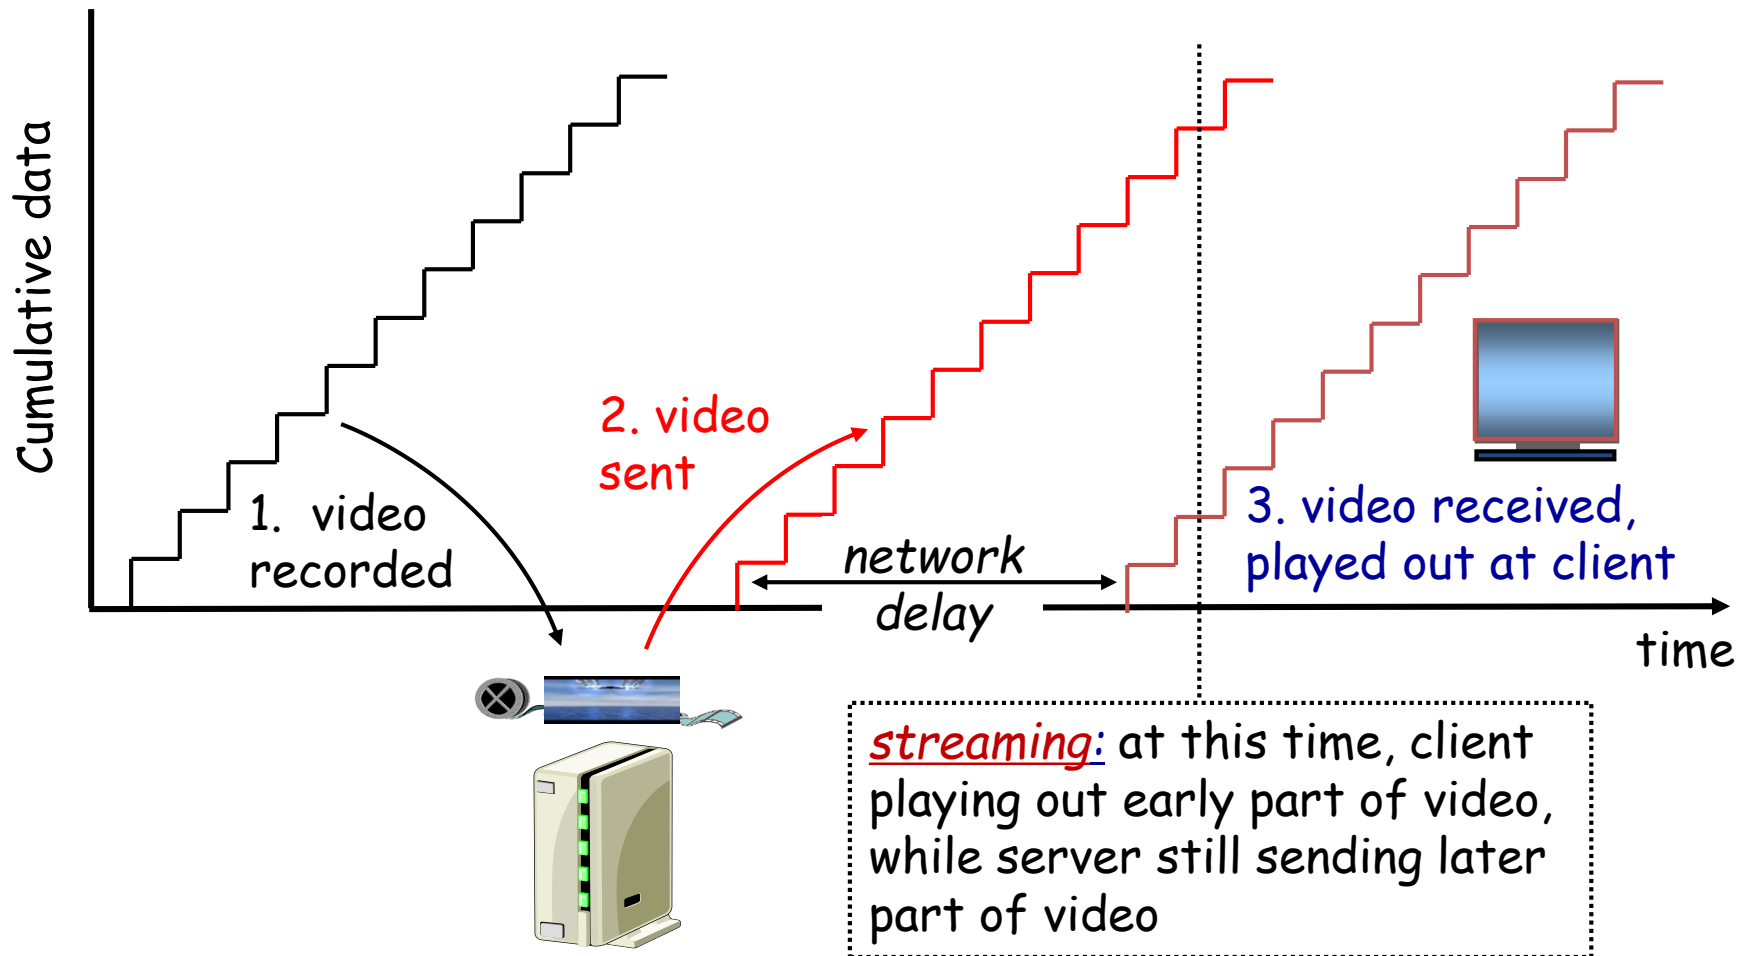 Cumulative data
1. video
recorded
2. video
sent
network
delay
3. video received,
played out at client
time
streaming: at this time, client
playing out early part of video,
while server still sending later
part of video